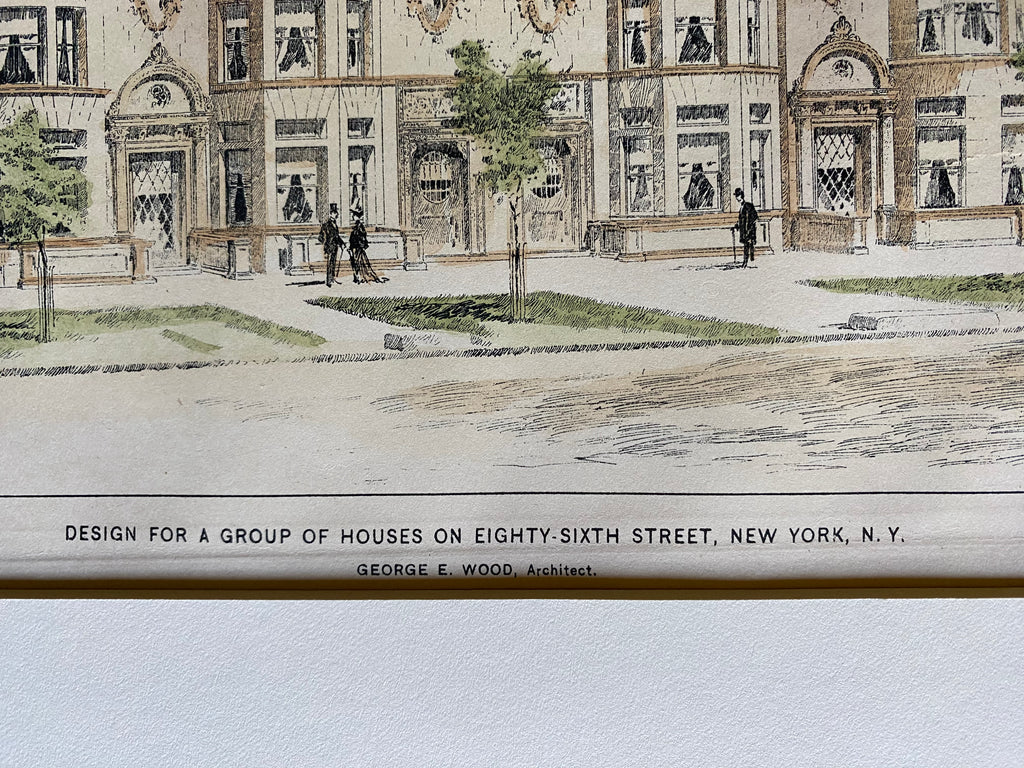 DESIGN FOR A GROUP OF HOUSES ON EIGHTY-SIXTH STREET, NEW YORK, N. Y.
GEORGE E. WOOD, Architect.